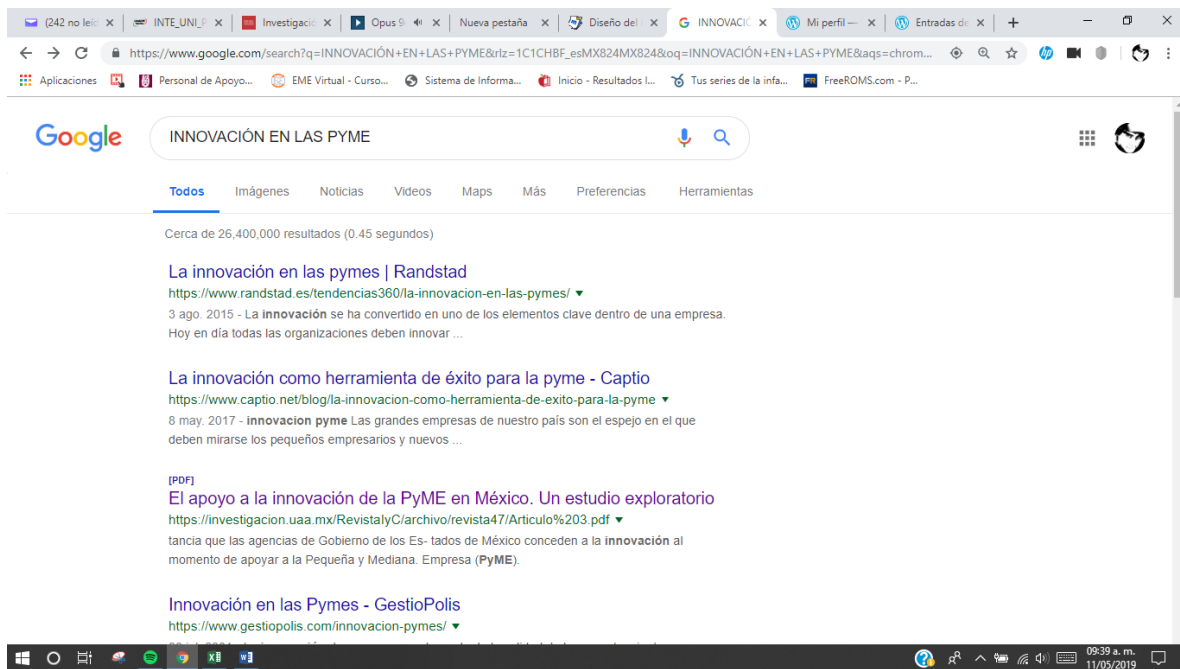 (242 no leíd
INTE_UNI_P
Investigació
Opus 9
Nueva pestaña
Diseño del
INNOVACIÓ
Mi perfil —
Entradas de
https://www.google.com/search?q=INNOVACIÓN+EN+LAS+PYME&rlz=1C1CHBF_esMX824MX824&oq=INNOVACIÓN+EN+LAS+PYME&aqs=chrom...
Aplicaciones
Personal de Apoyo...
EME Virtual - Curso...
Sistema de Informa...
Inicio - Resultados I...
Tus series de la infa...
FreeROMS.com - P...
Google
INNOVACIÓN EN LAS PYME
Todos Imágenes Noticias Videos Maps Más Preferencias Herramientas
Cerca de 26,400,000 resultados (0.45 segundos)
La innovación en las pymes | Randstad
https://www.randstad.es/tendencias360/la-innovacion-en-las-pymes/
3 ago. 2015 - La innovación se ha convertido en uno de los elementos clave dentro de una empresa.
Hoy en día todas las organizaciones deben innovar ...
La innovación como herramienta de éxito para la pyme - Captio
https://www.captio.net/blog/la-innovacion-como-herramienta-de-exito-para-la-pyme
8 may. 2017 - innovacion pyme Las grandes empresas de nuestro país son el espejo en el que
deben mirarse los pequeños empresarios y nuevos ...
[PDF]
El apoyo a la innovación de la PyME en México. Un estudio exploratorio
https://investigacion.uaa.mx/RevistaIyC/archivo/revista47/Articulo%203.pdf
tancia que las agencias de Gobierno de los Es- tados de México conceden a la innovación al
momento de apoyar a la Pequeña y Mediana. Empresa (PyME).
Innovación en las Pymes - GestioPolis
https://www.gestiopolis.com/innovacion-pymes/
09:39 a. m.
11/05/2019